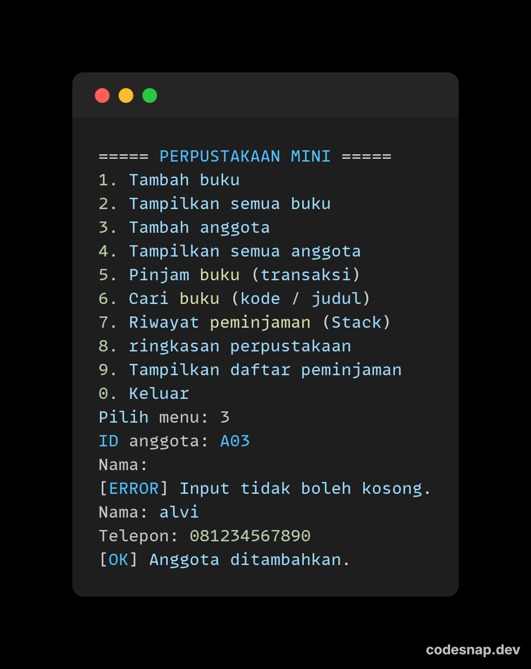 ===== PERPUSTAKAAN MINI =====
1. Tambah buku
2. Tampilkan semua buku
3. Tambah anggota
4. Tampilkan semua anggota
5. Pinjam buku (transaksi)
6. Cari buku (kode / judul)
7. Riwayat peminjaman (Stack)
8. ringkasan perpustakaan
9. Tampilkan daftar peminjaman
0. Keluar
Pilih menu: 3
ID anggota: A03
Nama:
[ERROR] Input tidak boleh kosong.
Nama: alvi
Telepon: 081234567890
[OK] Anggota ditambahkan.
codesnap.dev